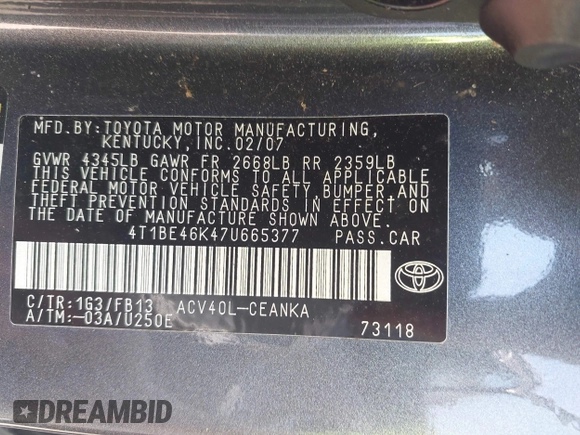 MFD.BY:TOYOTA MOTOR MANUFACTURING,
KENTUCKY, INC.02/07
GVWR 4345LB GAWR FR 2668LB RR 2359LB
THIS VEHICLE CONFORMS TO ALL APPLICABLE
FEDERAL MOTOR VEHICLE SAFETY, BUMPER, AND
THEFT PREVENTION STANDARDS IN EFFECT ON
THE DATE OF MANUFACTURE SHOWN ABOVE.
4T1BE46K47U665377 PASS.CAR
C/TR:1G3/FB13 ACV40L-CEANKA
A/TM:-03A/U250E
73118
DREAMBID